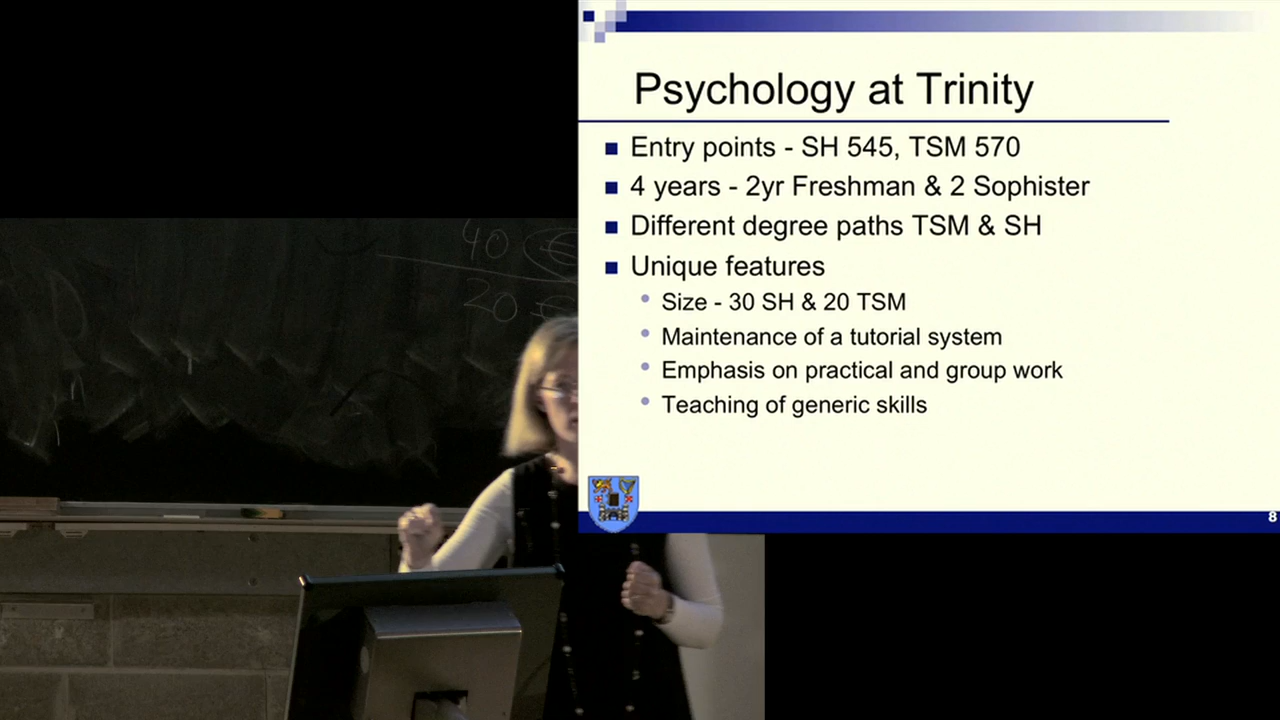 Psychology at Trinity
Entry points - SH 545, TSM 570
4 years - 2yr Freshman & 2 Sophister
Different degree paths TSM & SH
Unique features
Size - 30 SH & 20 TSM
Maintenance of a tutorial system
Emphasis on practical and group work
Teaching of generic skills
8
40
20